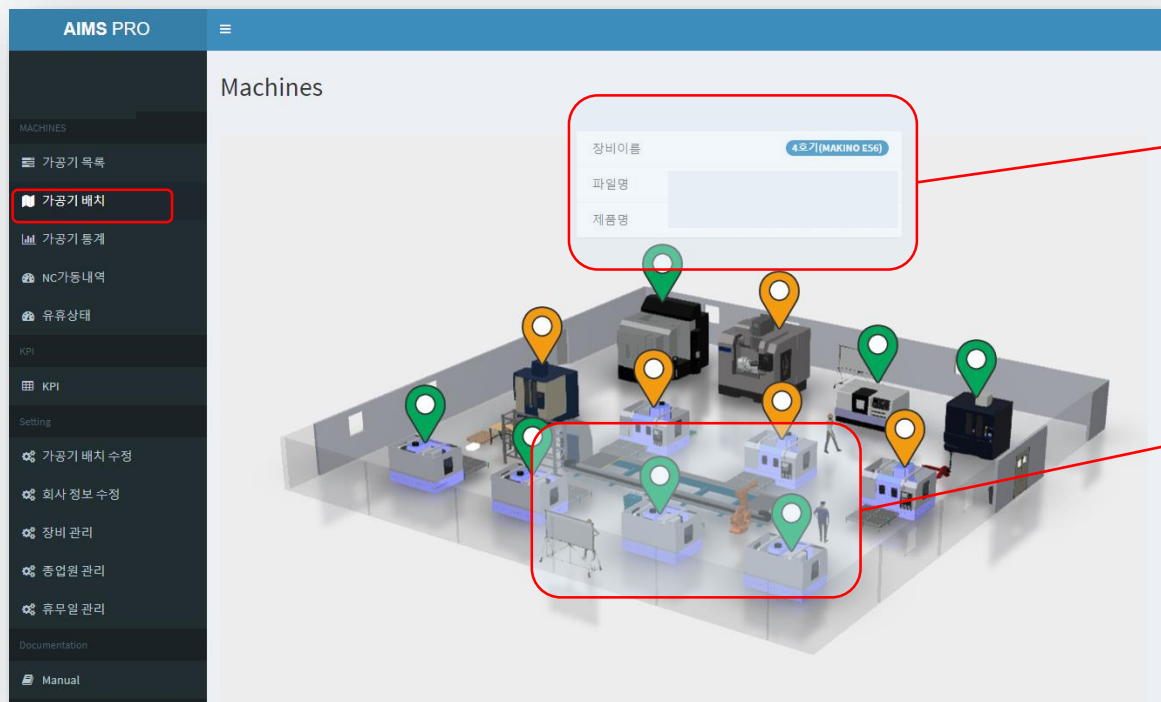 AIMS PRO
Machines
MACHINES
가공기 목록
가공기 배치
가공기 통계
NC가동내역
유휴상태
KPI
KPI
Setting
가공기 배치 수정
회사 정보 수정
장비 관리
종업원 관리
휴무일 관리
Documentation
Manual
장비이름 4호기(MAKINO E56)
파일명
제품명